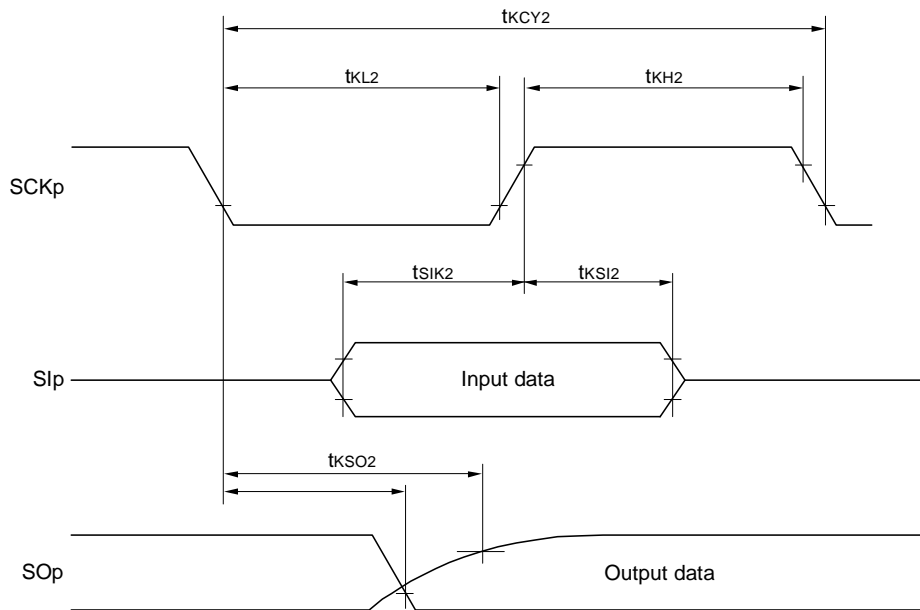 tKCY2
tKL2
tKH2
SCKp
tSIK2
tKSI2
SIp
Input data
tKSO2
SOp
Output data